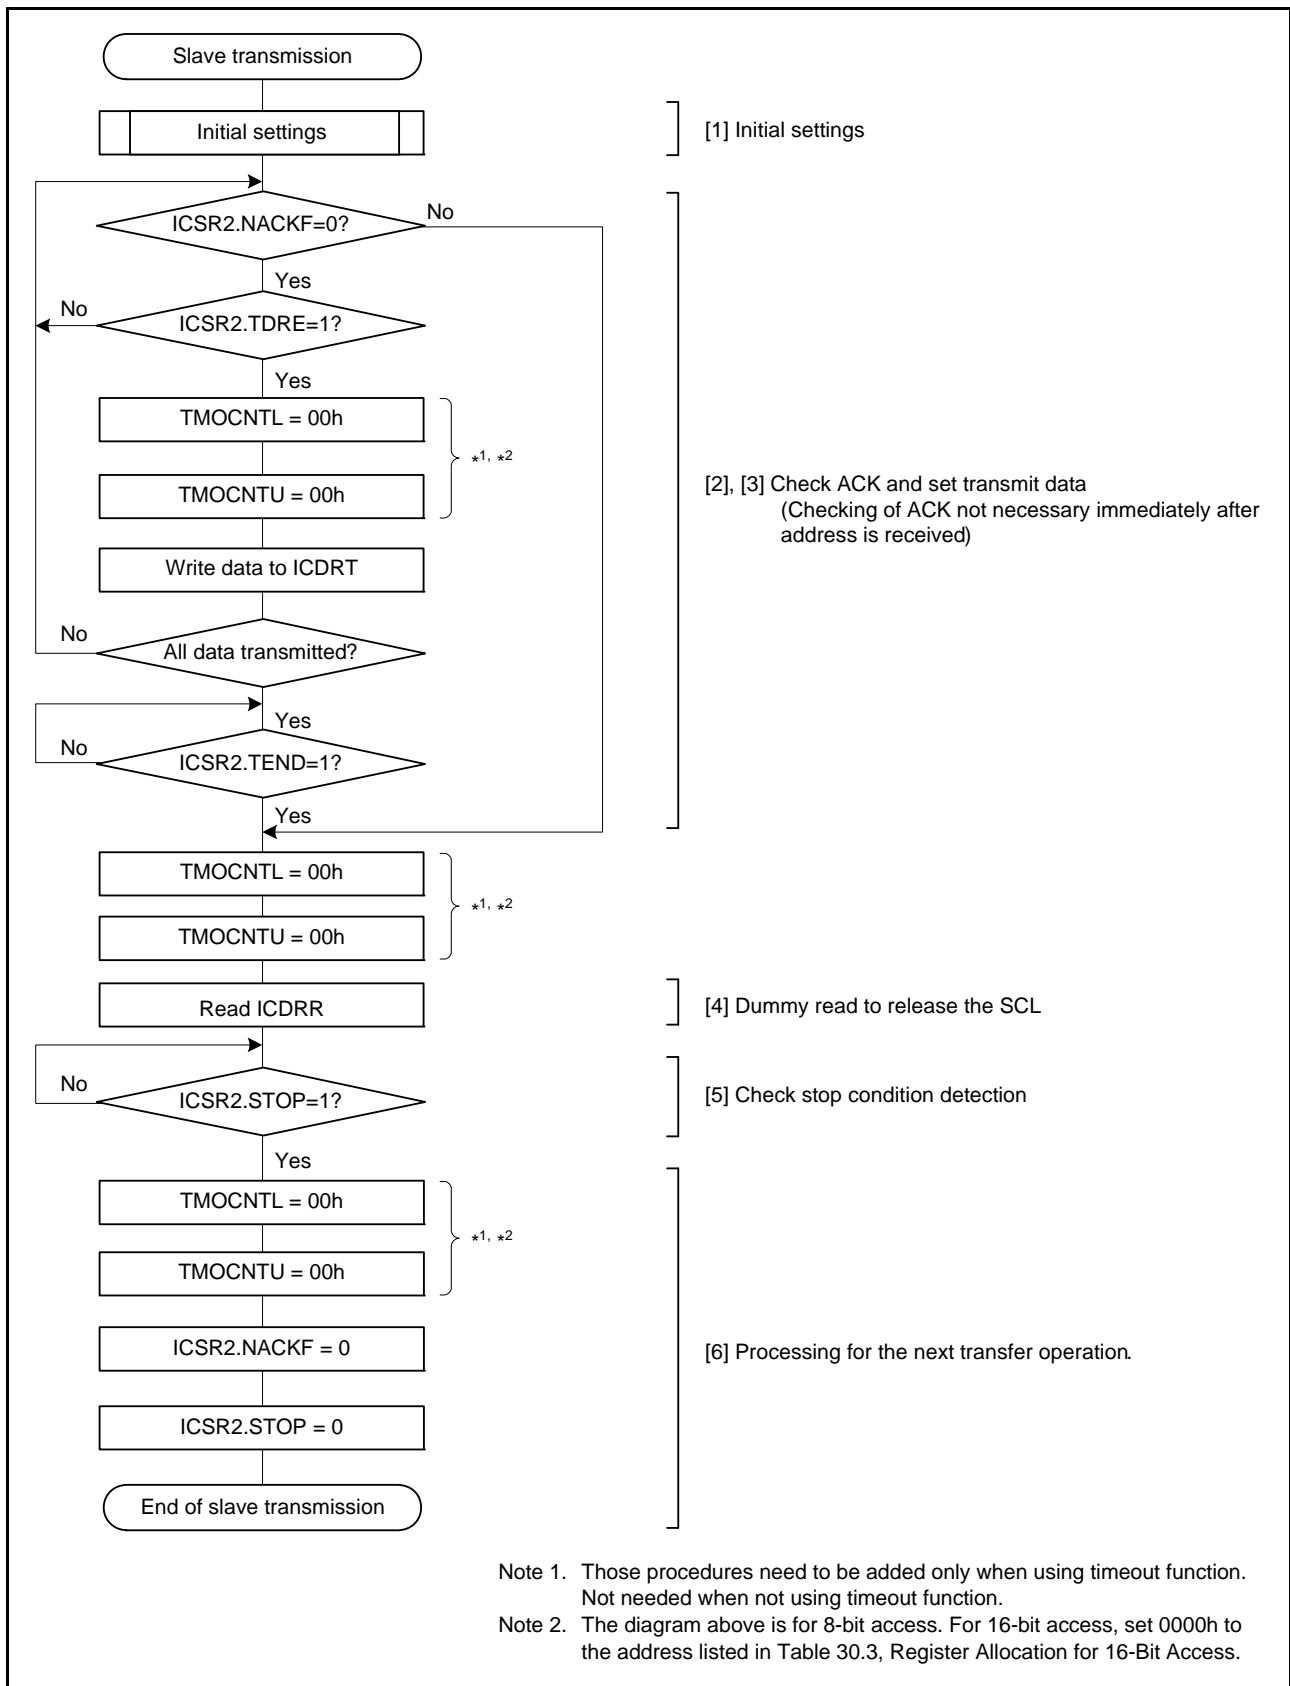 Slave transmission
Initial settings
[1] Initial settings
ICSR2.NACKF=0?
No
Yes
No
ICSR2.TDRE=1?
Yes
TMOCNTL = 00h
*1, *2
TMOCNTU = 00h
[2], [3] Check ACK and set transmit data
(Checking of ACK not necessary immediately after
address is received)
Write data to ICDRT
No
All data transmitted?
Yes
No
ICSR2.TEND=1?
Yes
TMOCNTL = 00h
*1, *2
TMOCNTU = 00h
Read ICDRR
[4] Dummy read to release the SCL
No
ICSR2.STOP=1?
[5] Check stop condition detection
Yes
TMOCNTL = 00h
*1, *2
TMOCNTU = 00h
ICSR2.NACKF = 0
[6] Processing for the next transfer operation.
ICSR2.STOP = 0
End of slave transmission
Note 1. Those procedures need to be added only when using timeout function.
Not needed when not using timeout function.
Note 2. The diagram above is for 8-bit access. For 16-bit access, set 0000h to
the address listed in Table 30.3, Register Allocation for 16-Bit Access.